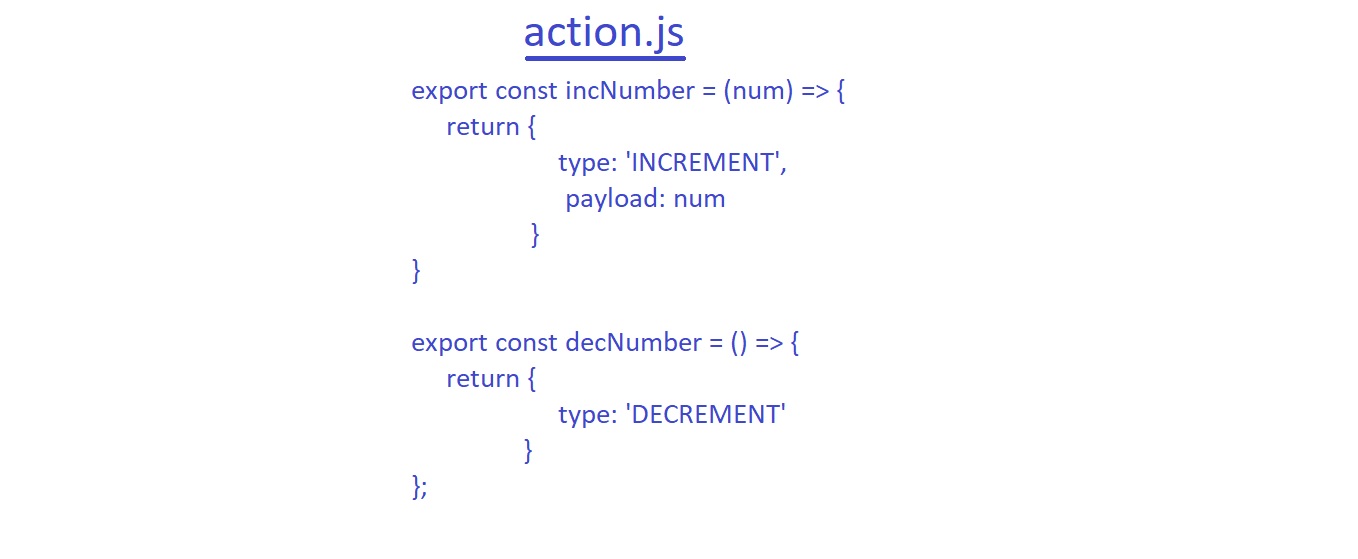 action.js
export const incNumber = (num) => {
return {
type: 'INCREMENT',
payload: num
}
}
export const decNumber = () => {
return {
type: 'DECREMENT'
}
};